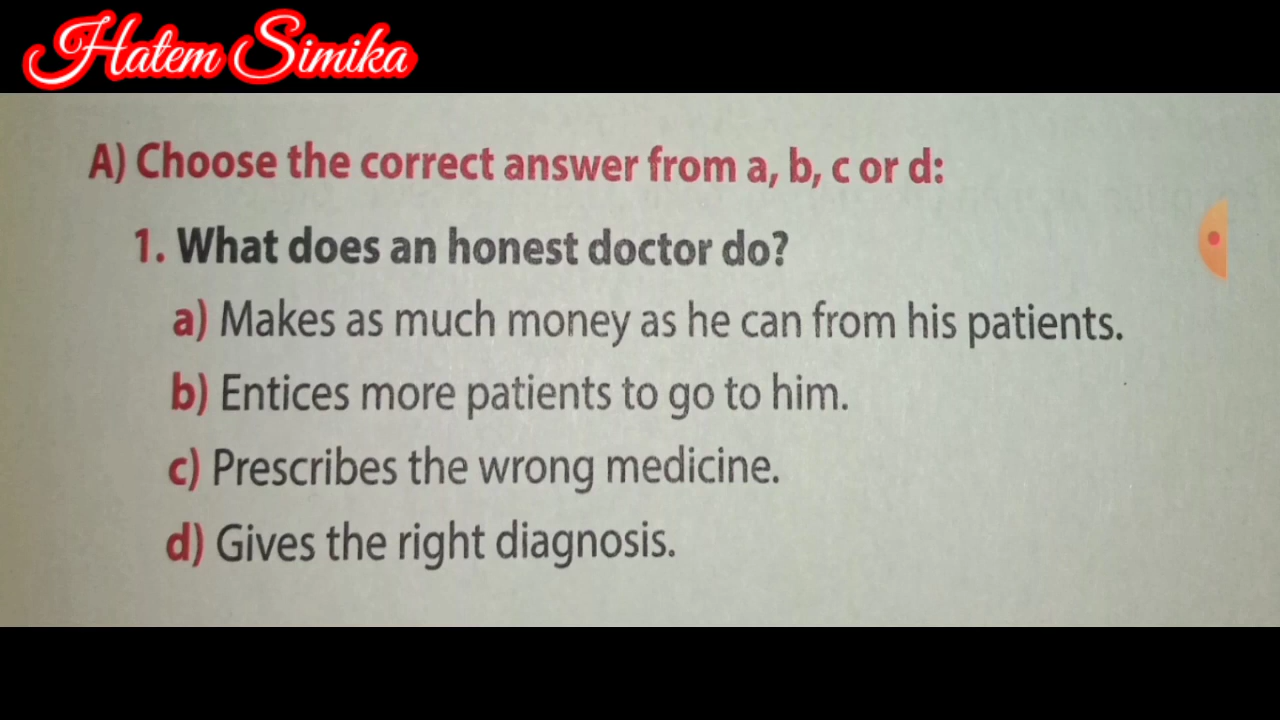 Hatem Simika
A) Choose the correct answer from a, b, c or d:
1. What does an honest doctor do?
a) Makes as much money as he can from his patients.
b) Entices more patients to go to him.
c) Prescribes the wrong medicine.
d) Gives the right diagnosis.